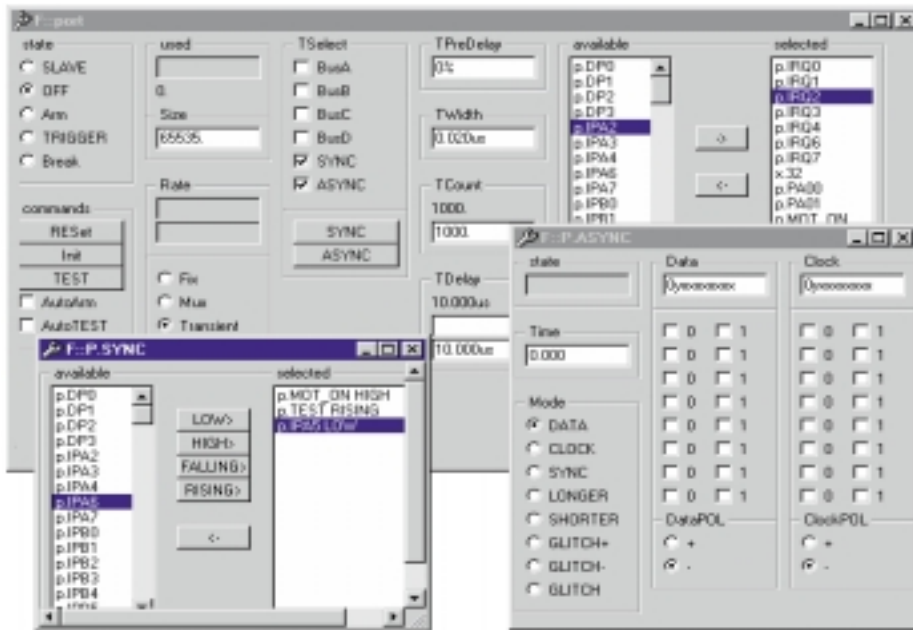 F::port
state
SLAVE
OFF
Arm
TRIGGER
Break
commands
RESet
Init
TEST
AutoArm
AutoTEST
used
0.
Size
65535.
Rate
Fix
Mux
Transient
TSelect
BusA
BusB
BusC
BusD
SYNC
ASYNC
SYNC
ASYNC
TPreDelay
0%
TWidth
0.020us
TCount
1000.
1000.
TDelay
10.000us
10.000us
available
p.DP0
p.DP1
p.DP2
p.DP3
p.IPA2
p.IPA3
p.IPA4
p.IPA6
p.IPA7
p.IPB0
p.IPB1
->
<-
selected
p.IRQ0
p.IRQ1
p.IRQ2
p.IRQ3
p.IRQ4
p.IRQ6
p.IRQ7
x.32
p.PA00
p.PA01
p.MOT_ON
F::P.SYNC
available
p.DP0
p.DP1
p.DP2
p.DP3
p.IPA2
p.IPA3
p.IPA4
p.IPA6
p.IPA7
p.IPB0
p.IPB1
p.IPB2
p.IPB3
p.IPB4
p.IPB5
LOW>
HIGH>
FALLING>
RISING>
<-
selected
p.MOT_ON HIGH
p.TEST RISING
p.IPA5 LOW
F::P.ASYNC
state
Time
0.000
Mode
DATA
CLOCK
SYNC
LONGER
SHORTER
GLITCH+
GLITCH-
GLITCH
Data
0yxxxxxxxx
0 1
0 1
0 1
0 1
0 1
0 1
0 1
0 1
DataPOL
+
-
Clock
0yxxxxxxxx
0 1
0 1
0 1
0 1
0 1
0 1
0 1
0 1
ClockPOL
+
-